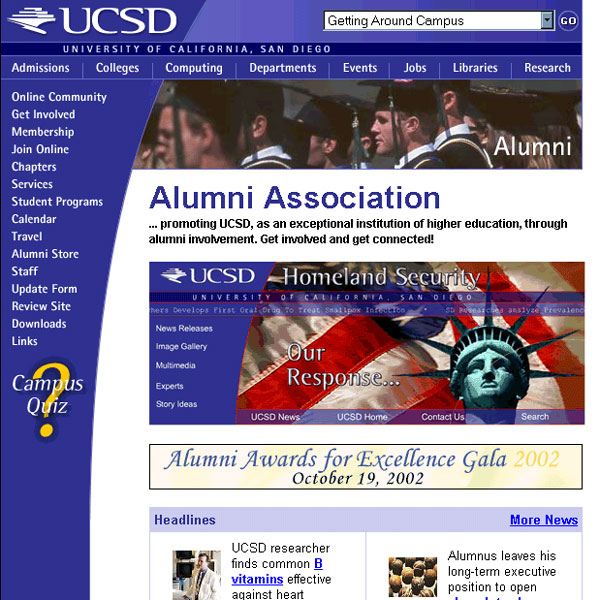 UCSD
Getting Around Campus
GO
UNIVERSITY OF CALIFORNIA, SAN DIEGO
Admissions
Colleges
Computing
Departments
Events
Jobs
Libraries
Research
Online Community
Get Involved
Membership
Join Online
Chapters
Services
Student Programs
Calendar
Travel
Alumni Store
Staff
Update Form
Review Site
Downloads
Links
Campus
Quiz
?
Alumni
Alumni Association
... promoting UCSD, as an exceptional institution of higher education, through
alumni involvement. Get involved and get connected!
UCSD Homeland Security
UNIVERSITY OF CALIFORNIA, SAN DIEGO
hers Develops First Oral Drug To Treat Smallpox Infection * SD Researchers analyze Prevalenc
News Releases
Image Gallery
Multimedia
Experts
Story Ideas
Our
Response...
UCSD News
UCSD Home
Contact Us
Search
Alumni Awards for Excellence Gala 2002
October 19, 2002
Headlines
More News
UCSD researcher
finds common B
vitamins effective
against heart
Alumnus leaves his
long-term executive
position to open